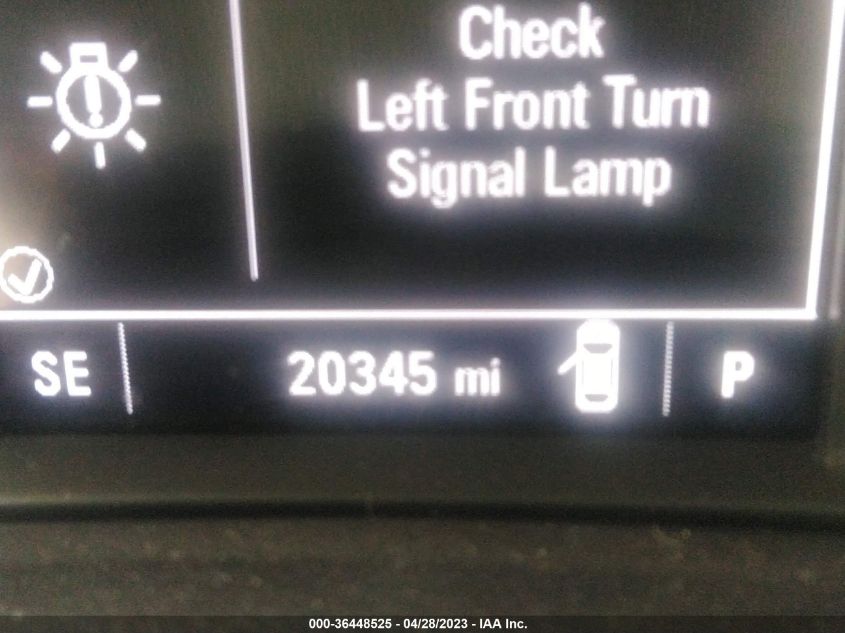 Check
Left Front Turn
Signal Lamp
SE 20345 mi P
000-36448525 - 04/28/2023 - IAA Inc.